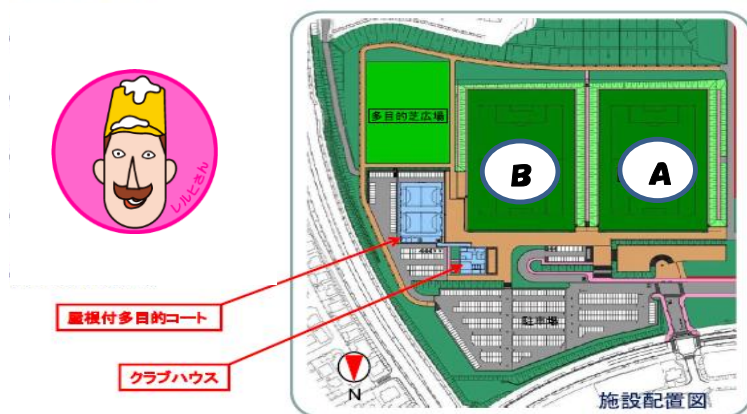 レルヒさん
多目的芝広場
B
A
屋根付多目的コート
クラブハウス
駐車場
N
施設配置図